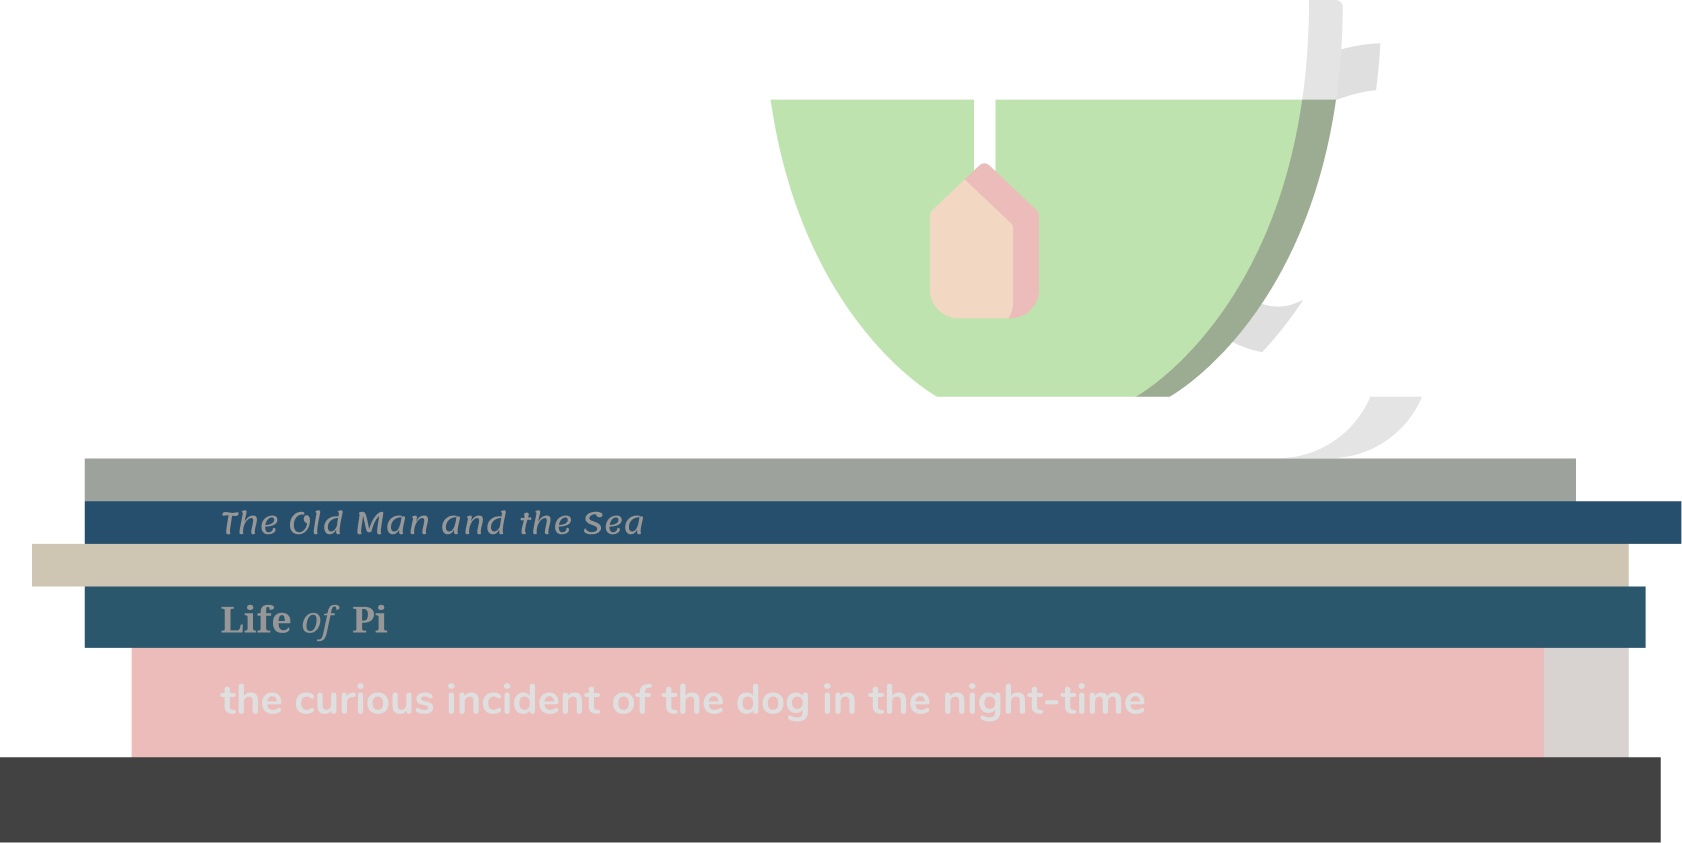 The Old Man and the Sea
Life of Pi
the curious incident of the dog in the night-time